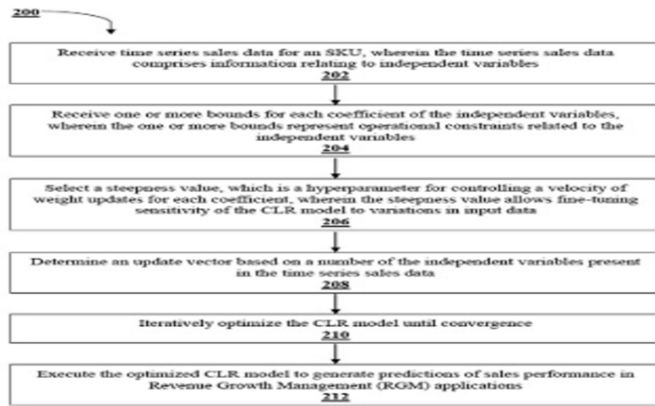 200
Receive time series sales data for an SKU, wherein the time series sales data
comprises information relating to independent variables
202
Receive one or more bounds for each coefficient of the independent variables,
wherein the one or more bounds represent operational constraints related to the
independent variables
204
Select a steepness value, which is a hyperparameter for controlling a velocity of
weight updates for each coefficient, wherein the steepness value allows fine-tuning
sensitivity of the CLR model to variations in input data
206
Determine an update vector based on a number of the independent variables present
in the time series sales data
208
Iteratively optimize the CLR model until convergence
210
Execute the optimized CLR model to generate predictions of sales performance in
Revenue Growth Management (RGM) applications
212